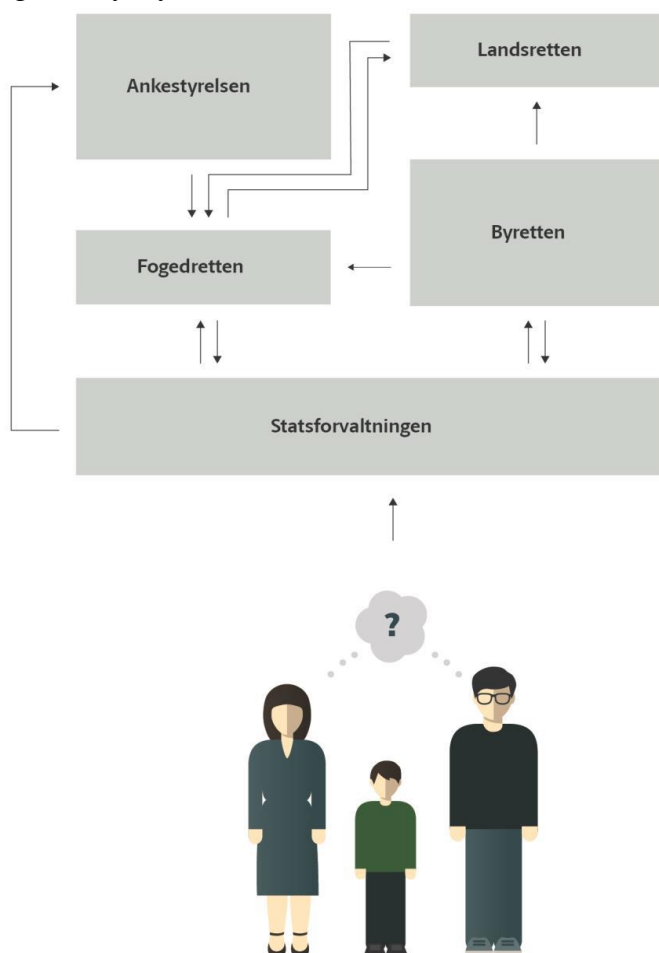 Ankestyrelsen
Landsretten
Fogedretten
Byretten
Statsforvaltningen
?